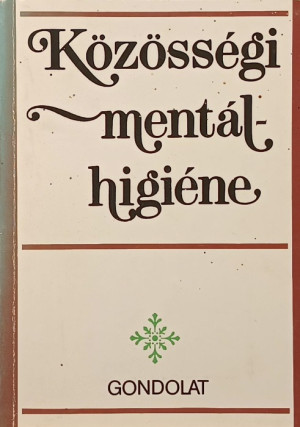 Közösségi
mentál-
higiéne
GONDOLAT